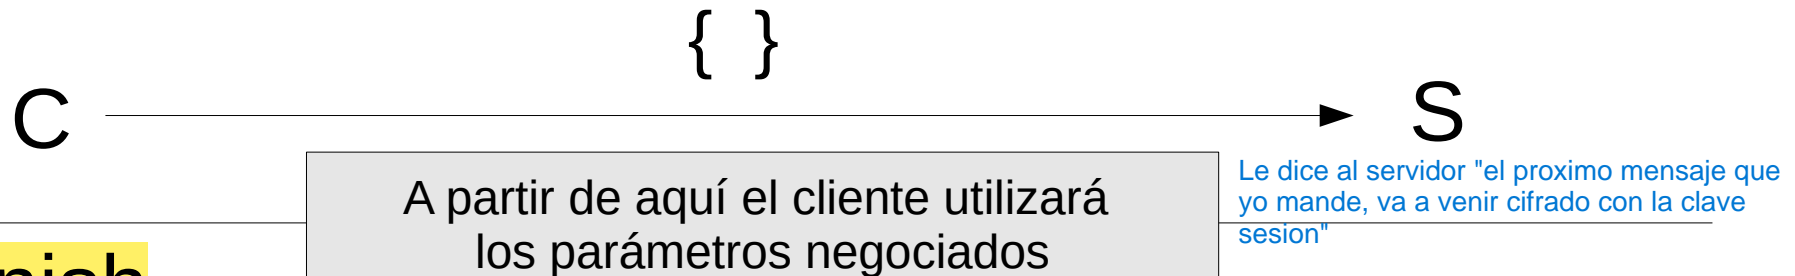 { }
C S
A partir de aquí el cliente utilizará
los parámetros negociados
Le dice al servidor "el proximo mensaje que
yo mande, va a venir cifrado con la clave
sesion"